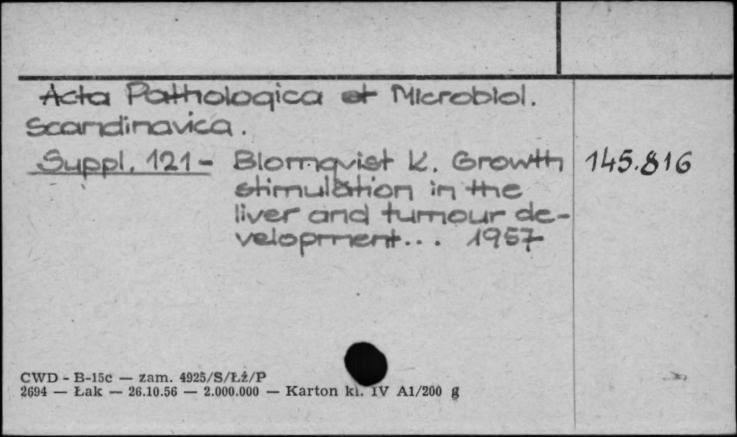 Acta Pathologica et Microbiol.
Scandinavica.
Suppl. 121 - Blomqvist K. Growth 145.816
stimulation in the
liver and tumour de-
velopment... 1957
CWD - B-15c — zam. 4925/S/Łż/P
2694 — Łak — 26.10.56 — 2.000.000 — Karton kl. IV A1/200 g